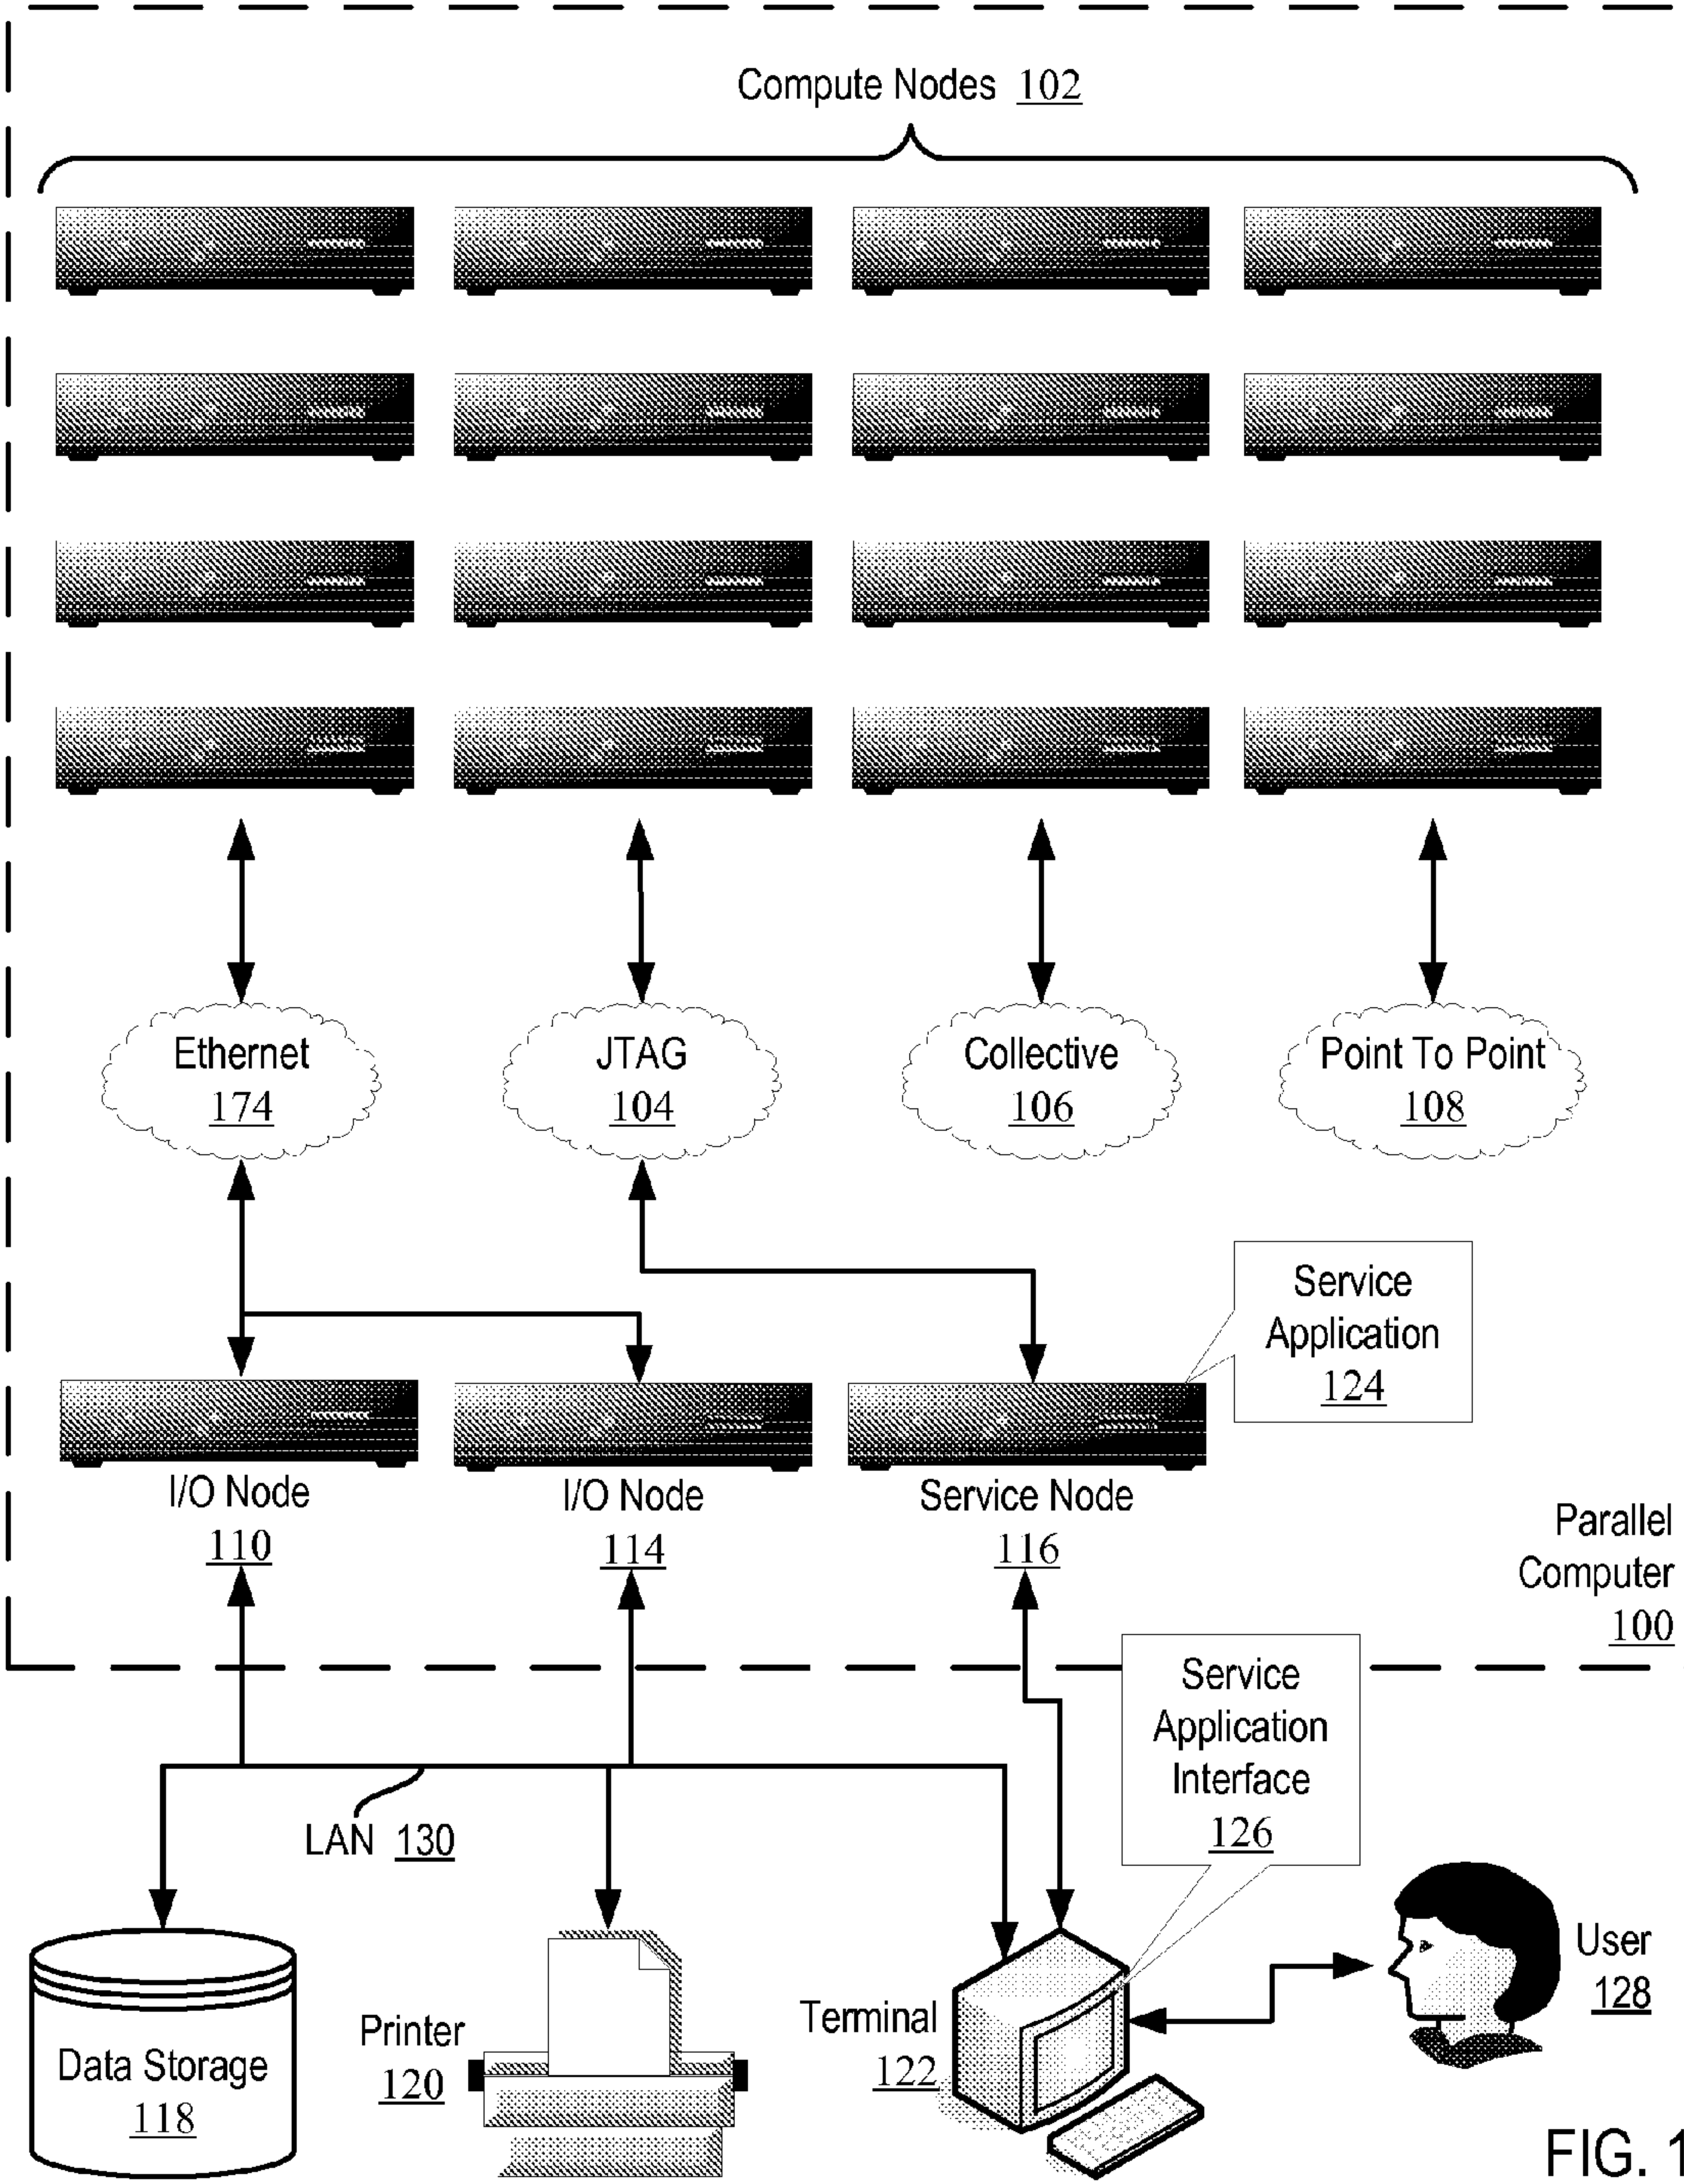 Compute Nodes 102
Ethernet
174
JTAG
104
Collective
106
Point To Point
108
Service
Application
124
I/O Node
110
I/O Node
114
Service Node
116
Parallel
Computer
100
Service
Application
Interface
126
LAN 130
Data Storage
118
Printer
120
Terminal
122
User
128
FIG. 1